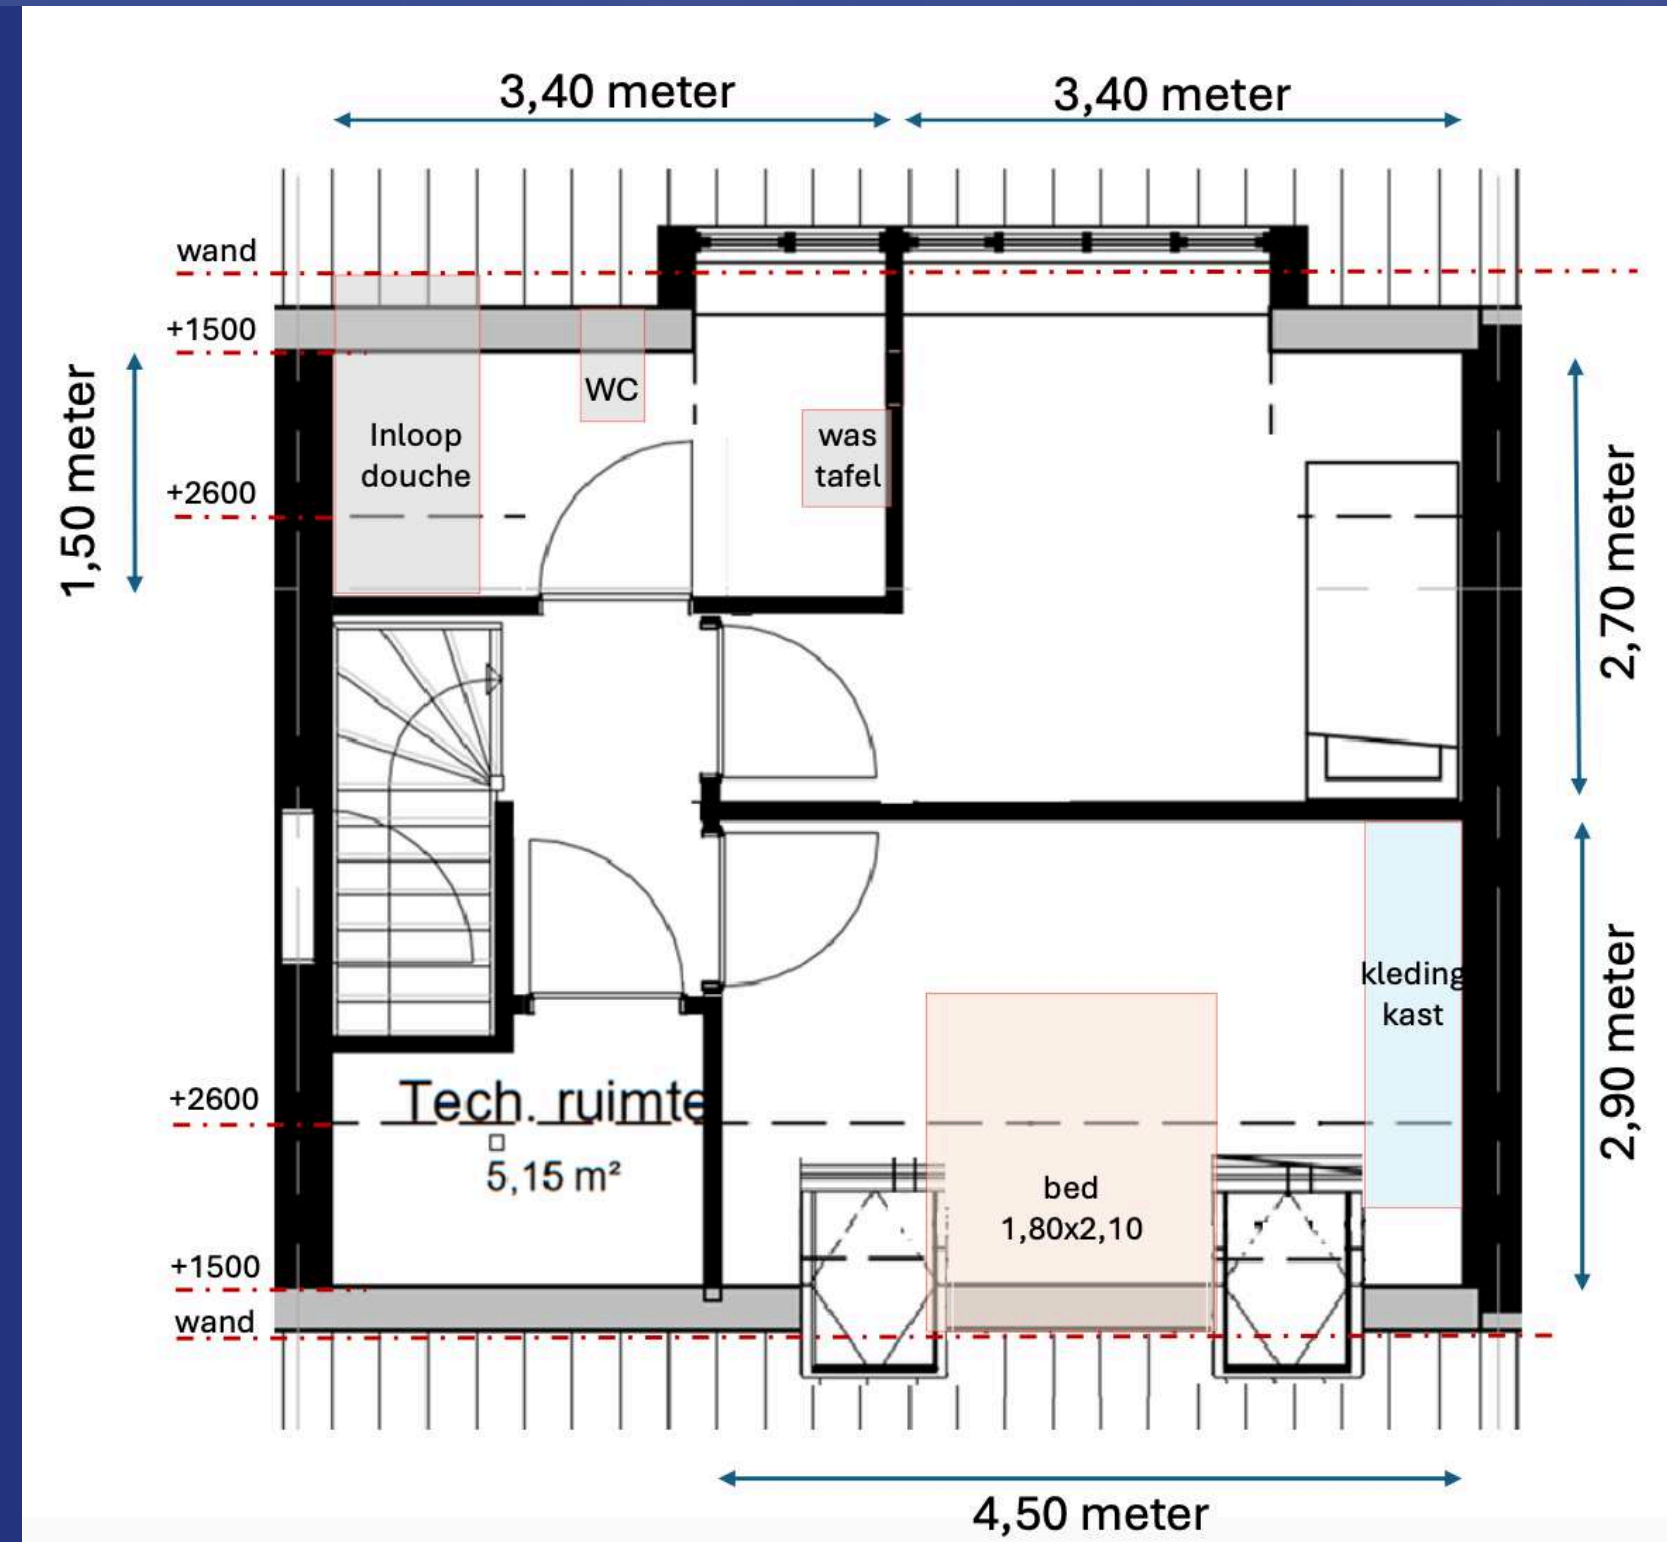 3,40 meter
3,40 meter
wand
+1500
WC
1,50 meter
Inloop
douche
was
tafel
+2600
2,70 meter
kleding
kast
2,90 meter
Tech. ruimte
+2600
5,15 m²
bed
1,80x2,10
+1500
wand
4,50 meter